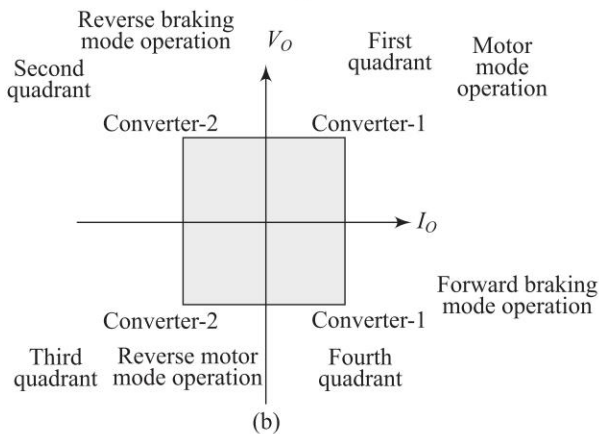 Reverse braking
mode operation
V_O
First
quadrant
Motor
mode
operation
Second
quadrant
Converter-2
Converter-1
I_O
Forward braking
mode operation
Converter-2
Converter-1
Third
quadrant
Reverse motor
mode operation
Fourth
quadrant
(b)